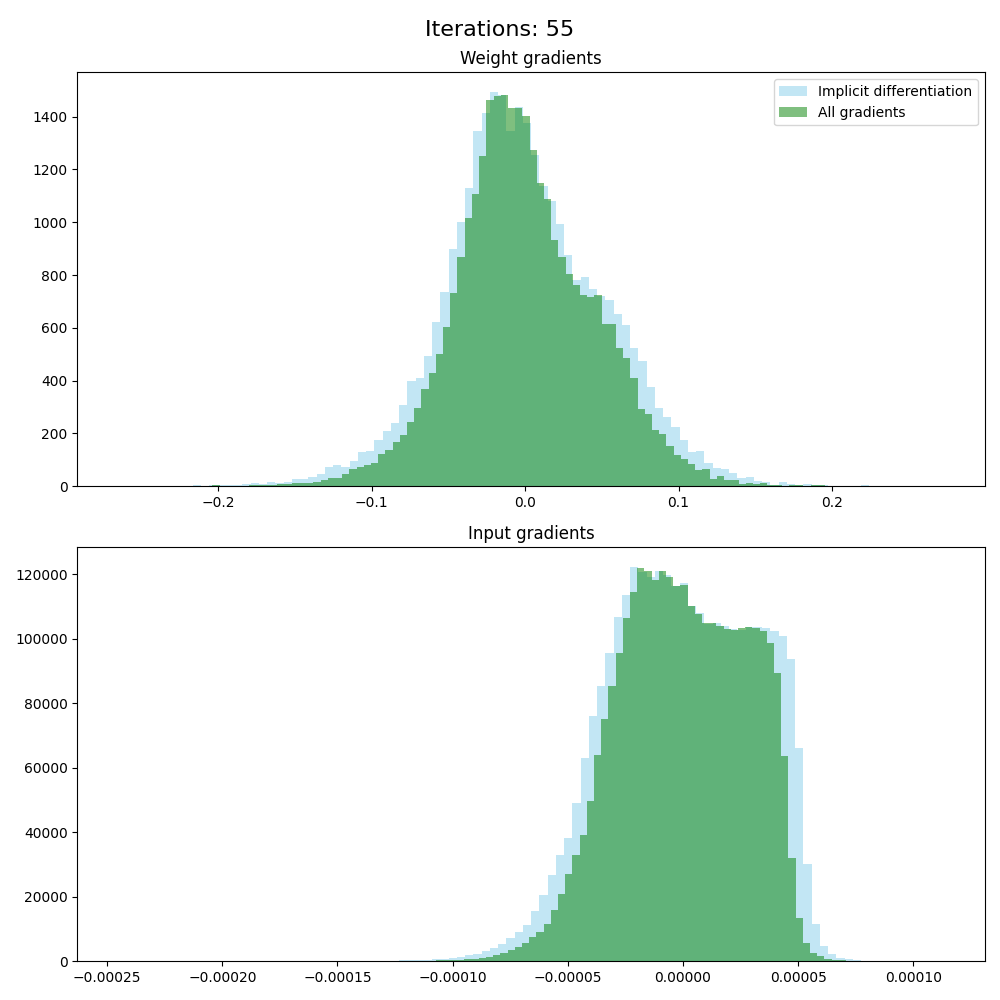 Iterations: 55
Weight gradients
Implicit differentiation
All gradients
1400
1200
1000
800
600
400
200
0
−0.2 −0.1 0.0 0.1 0.2
Input gradients
120000
100000
80000
60000
40000
20000
0
−0.00025 −0.00020 −0.00015 −0.00010 −0.00005 0.00000 0.00005 0.00010